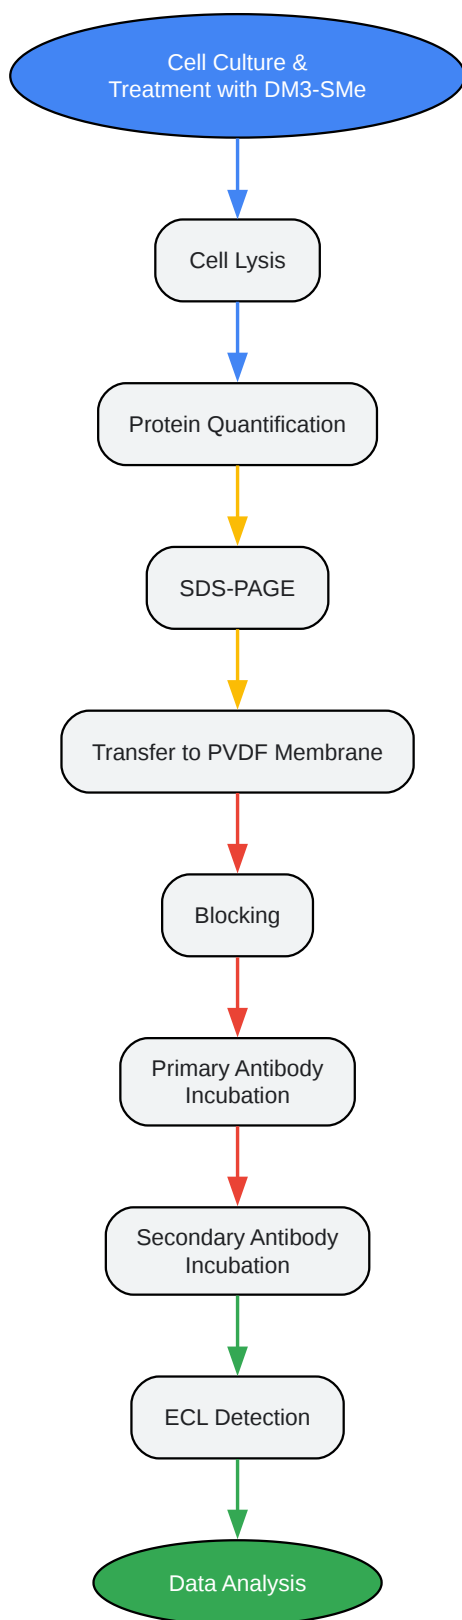 Cell Culture &
Treatment with DM3-SMe
Cell Lysis
Protein Quantification
SDS-PAGE
Transfer to PVDF Membrane
Blocking
Primary Antibody
Incubation
Secondary Antibody
Incubation
ECL Detection
Data Analysis